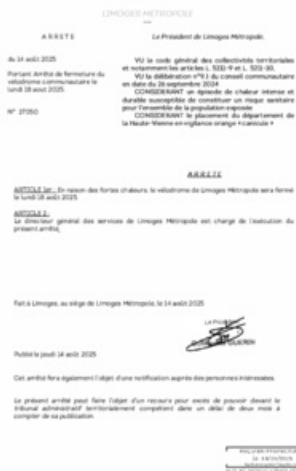 LIMOGES METROPOLE
ARRETE
du 14 août 2025
Portant Arrêté de fermeture du
vélodrome communautaire le
lundi 18 aout 2025
N° 27050
Le Président de Limoges Métropole,
VU le code général des collectivités territoriales
et notamment les articles L. 5211-9 et L. 5211-10,
VU la délibération n°9.1 du conseil communautaire
en date du 26 septembre 2024
CONSIDERANT un épisode de chaleur intense et
durable susceptible de constituer un risque sanitaire
pour l'ensemble de la population exposée
CONSIDERANT le placement du département de
la Haute-Vienne en vigilance orange « canicule »
ARRETE
ARTICLE 1er : En raison des fortes chaleurs, le vélodrome de Limoges Métropole sera fermé
le lundi 18 août 2025
ARTICLE 2 :
Le directeur général des services de Limoges Métropole est chargé de l'exécution du
présent arrêté.
Fait à Limoges, au siège de Limoges Métropole, le 14 août 2025
Publié le jeudi 14 août 2025
Cet arrêté fera également l'objet d'une notification auprès des personnes intéressées.
Le présent arrêté peut faire l'objet d'un recours pour excès de pouvoir devant le
tribunal administratif territorialement compétent dans un délai de deux mois à
compter de sa publication.